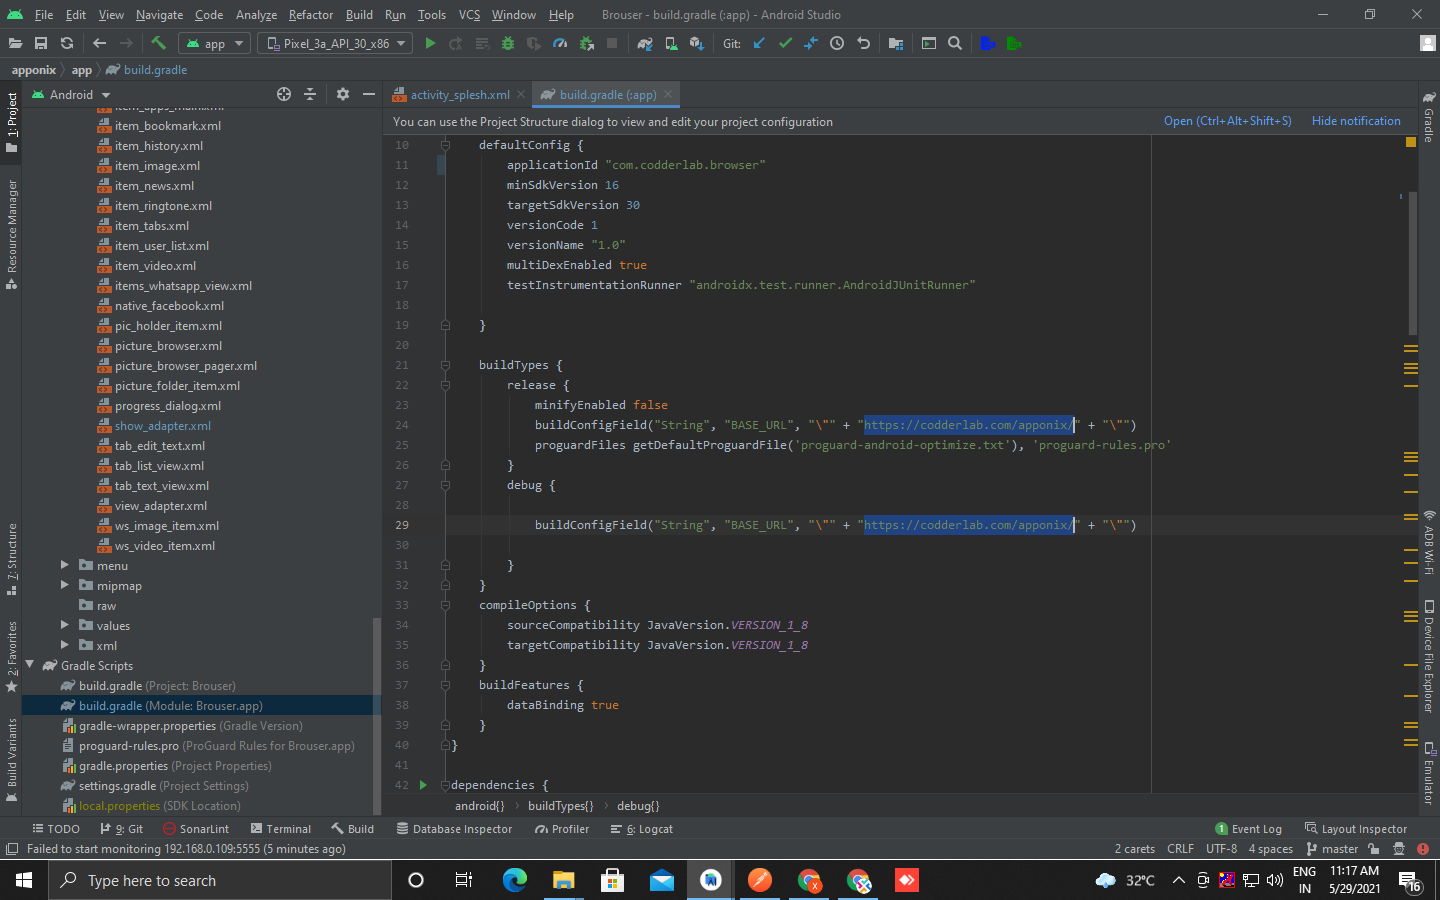 File Edit View Navigate Code Analyze Refactor Build Run Tools VCS Window Help Brouser - build.gradle (:app) - Android Studio
app Pixel_3a_API_30_x86 Git:
apponix app build.gradle
Android
activity_splesh.xml build.gradle (:app)
You can use the Project Structure dialog to view and edit your project configuration Open (Ctrl+Alt+Shift+S) Hide notification
1: Project
Resource Manager
7: Structure
2: Favorites
Build Variants
item_bookmark.xml
item_history.xml
item_image.xml
item_news.xml
item_ringtone.xml
item_tabs.xml
item_user_list.xml
item_video.xml
items_whatsapp_view.xml
native_facebook.xml
pic_holder_item.xml
picture_browser.xml
picture_browser_pager.xml
picture_folder_item.xml
progress_dialog.xml
show_adapter.xml
tab_edit_text.xml
tab_list_view.xml
tab_text_view.xml
view_adapter.xml
ws_image_item.xml
ws_video_item.xml
menu
mipmap
raw
values
xml
Gradle Scripts
build.gradle (Project: Brouser)
build.gradle (Module: Brouser.app)
gradle-wrapper.properties (Gradle Version)
proguard-rules.pro (ProGuard Rules for Brouser.app)
gradle.properties (Project Properties)
settings.gradle (Project Settings)
local.properties (SDK Location)
10 defaultConfig {
11 applicationId "com.codderlab.browser"
12 minSdkVersion 16
13 targetSdkVersion 30
14 versionCode 1
15 versionName "1.0"
16 multiDexEnabled true
17 testInstrumentationRunner "androidx.test.runner.AndroidJUnitRunner"
18
19 }
20
21 buildTypes {
22 release {
23 minifyEnabled false
24 buildConfigField("String", "BASE_URL", "\"" + "https://codderlab.com/apponix/" + "\"")
25 proguardFiles getDefaultProguardFile('proguard-android-optimize.txt'), 'proguard-rules.pro'
26 }
27 debug {
28
29 buildConfigField("String", "BASE_URL", "\"" + "https://codderlab.com/apponix/" + "\"")
30
31 }
32 }
33 compileOptions {
34 sourceCompatibility JavaVersion.VERSION_1_8
35 targetCompatibility JavaVersion.VERSION_1_8
36 }
37 buildFeatures {
38 dataBinding true
39 }
40 }
41
42 dependencies {
android{} buildTypes{} debug{}
Gradle
ADB Wi-Fi
Device File Explorer
Emulator
TODO 9: Git SonarLint Terminal Build Database Inspector Profiler 6: Logcat 1 Event Log Layout Inspector
Failed to start monitoring 192.168.0.109:5555 (5 minutes ago) 2 carets CRLF UTF-8 4 spaces master
Type here to search 32°C ENG IN 11:17 AM 5/29/2021 16